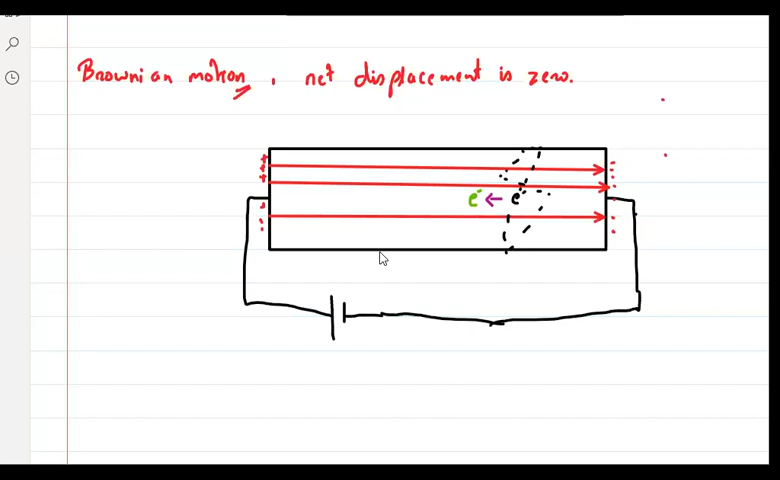 Brownian motion, net displacement is zero.
e⁻ ← e⁻